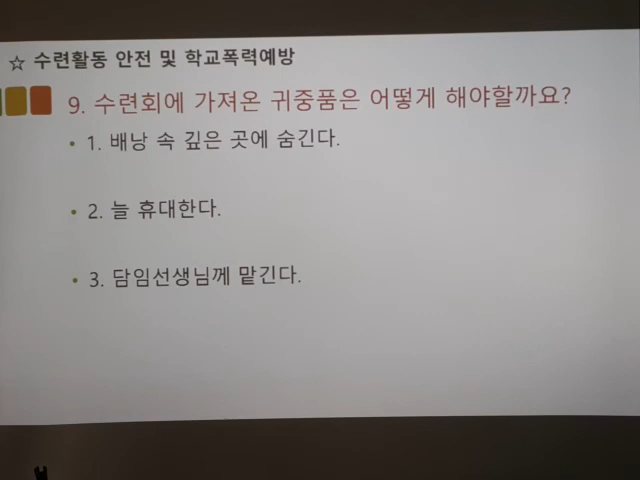 ☆ 수련활동 안전 및 학교폭력예방
9. 수련회에 가져온 귀중품은 어떻게 해야할까요?
• 1. 배낭 속 깊은 곳에 숨긴다.
• 2. 늘 휴대한다.
• 3. 담임선생님께 맡긴다.